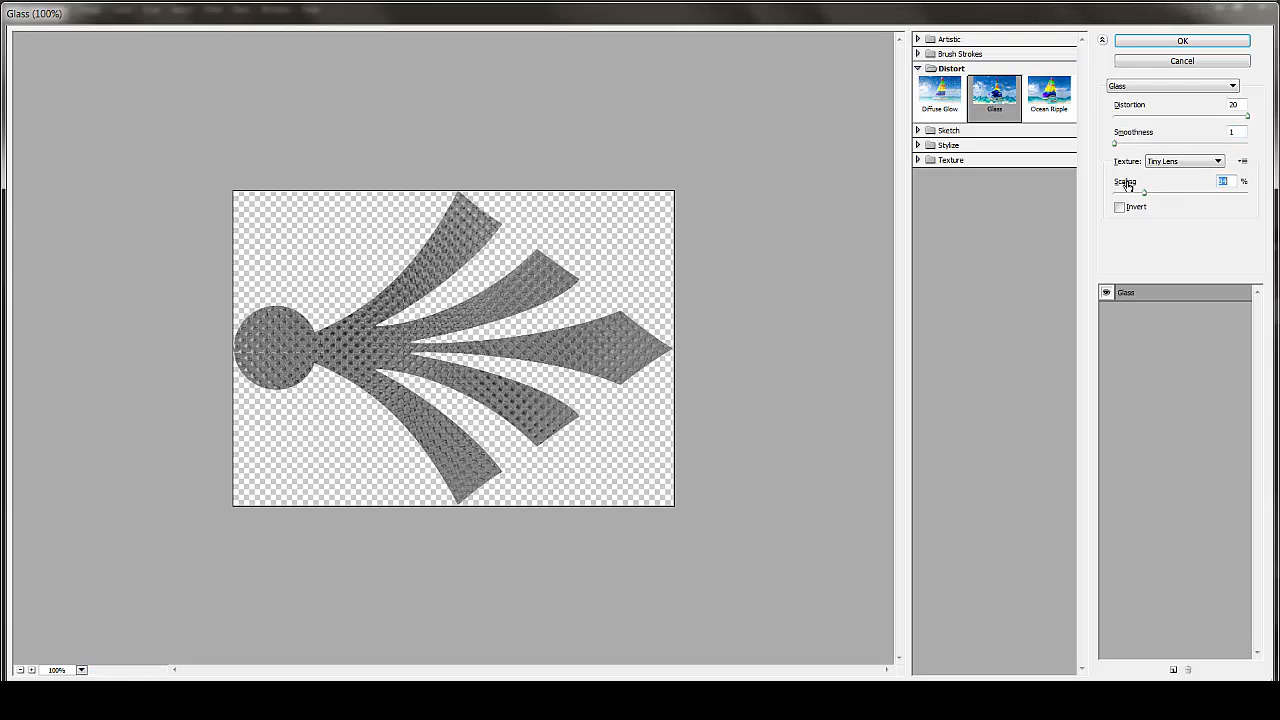 Glass (100%)
Artistic
Brush Strokes
Distort
Diffuse Glow
Glass
Ocean Ripple
Sketch
Stylize
Texture
OK
Cancel
Glass
Distortion 20
Smoothness 1
Texture: Tiny Lens
Scaling %
Invert
Glass
100%